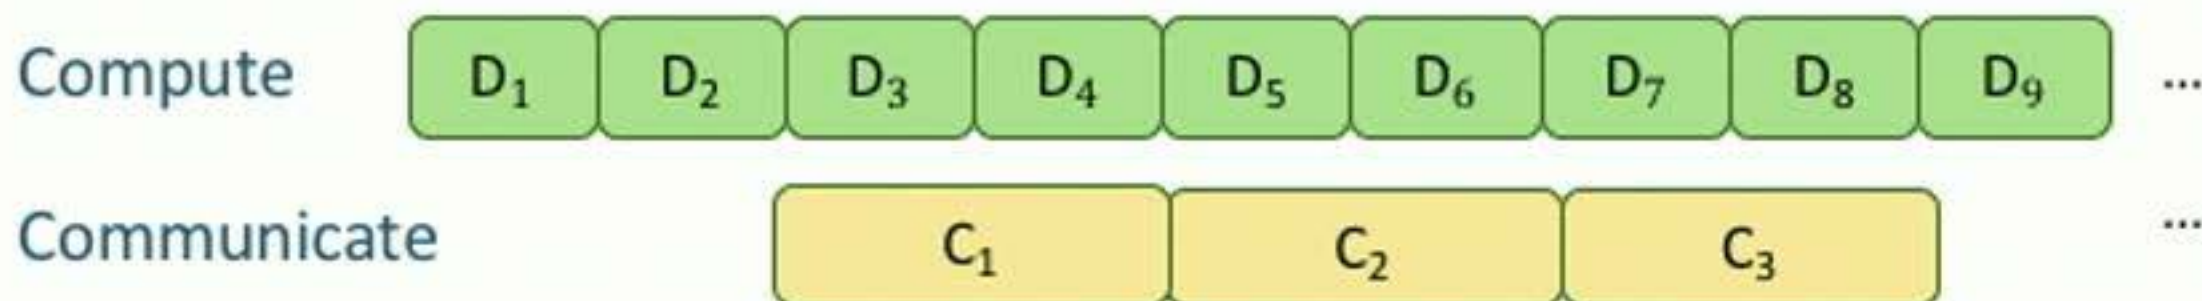 Compute D₁ D₂ D₃ D₄ D₅ D₆ D₇ D₈ D₉ ...
Communicate C₁ C₂ C₃ ...